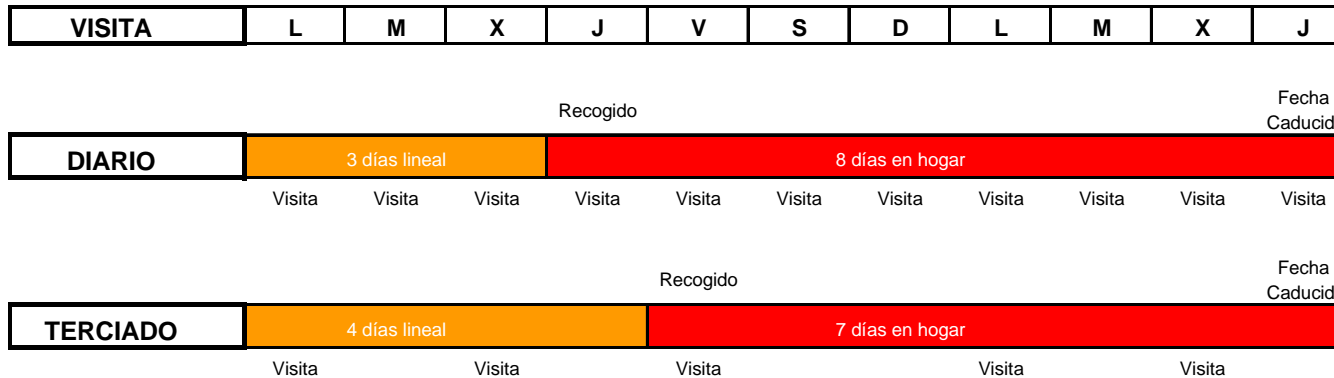 VISITA L M X J V S D L M X J
Recogido
Fecha
Caducid
DIARIO 3 días lineal 8 días en hogar
Visita Visita Visita Visita Visita Visita Visita Visita Visita Visita Visita
Recogido
Fecha
Caducid
TERCIADO 4 días lineal 7 días en hogar
Visita Visita Visita Visita Visita